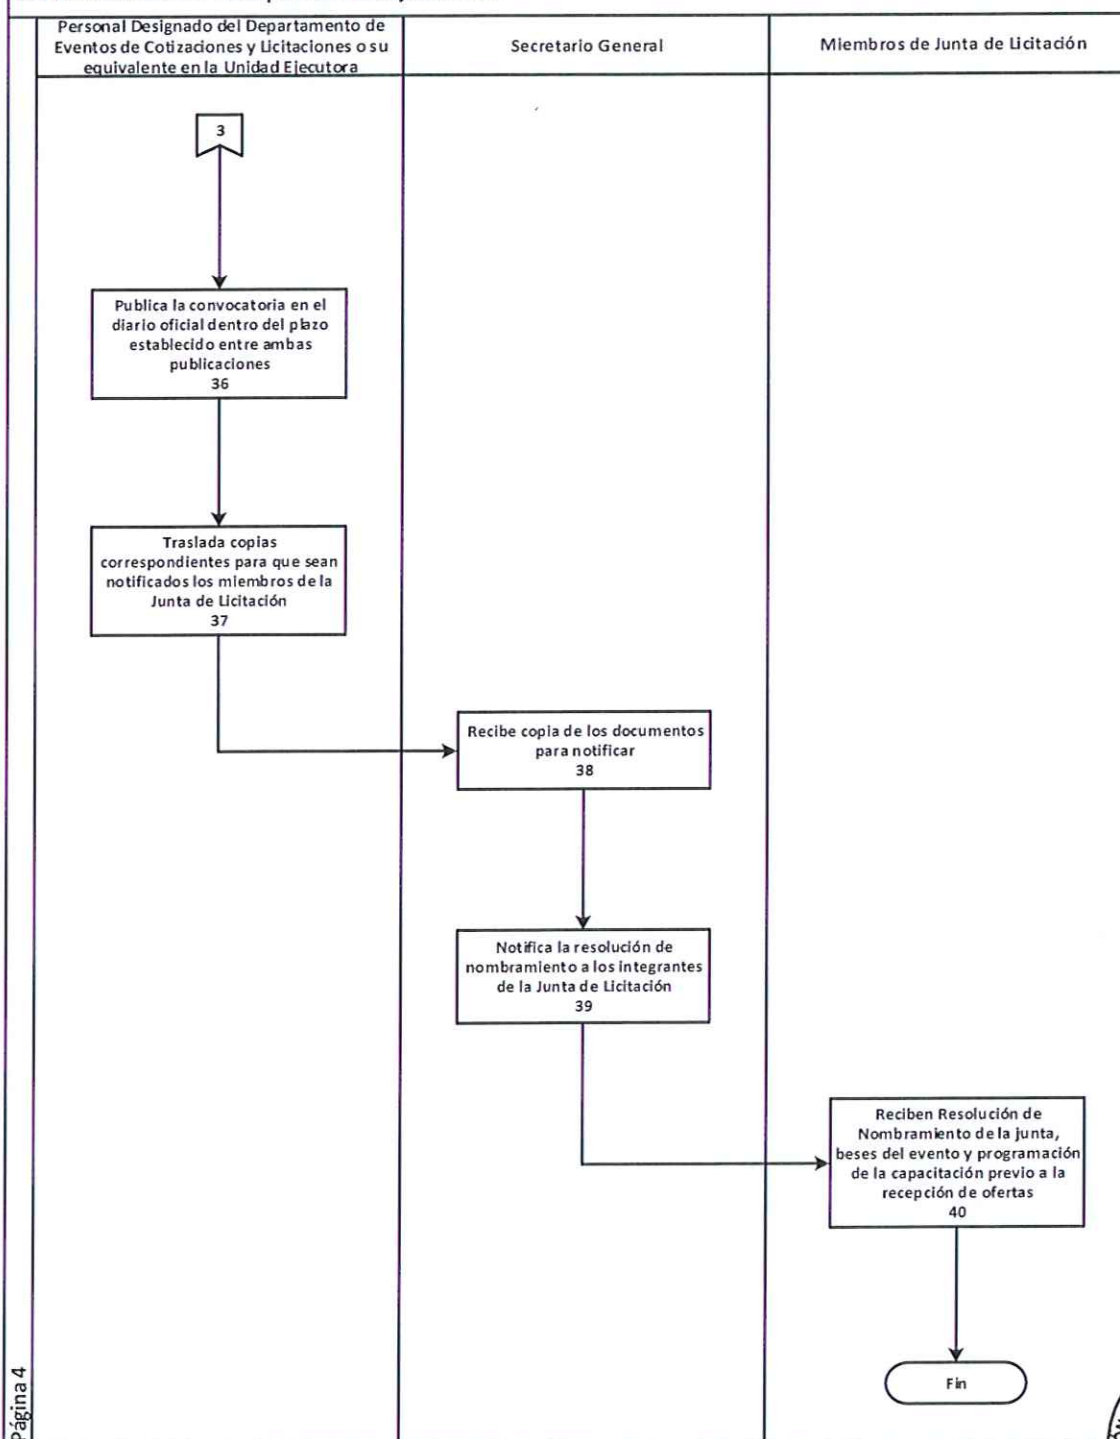 Personal Designado del Departamento de
Eventos de Cotizaciones y Licitaciones o su
equivalente en la Unidad Ejecutora
Secretario General
Miembros de Junta de Licitación
3
Publica la convocatoria en el
diario oficial dentro del plazo
establecido entre ambas
publicaciones
36
Traslada copias
correspondientes para que sean
notificados los miembros de la
Junta de Licitación
37
Recibe copia de los documentos
para notificar
38
Notifica la resolución de
nombramiento a los integrantes
de la Junta de Licitación
39
Reciben Resolución de
Nombramiento de la junta,
beses del evento y programación
de la capacitación previo a la
recepción de ofertas
40
Fin
Página 4